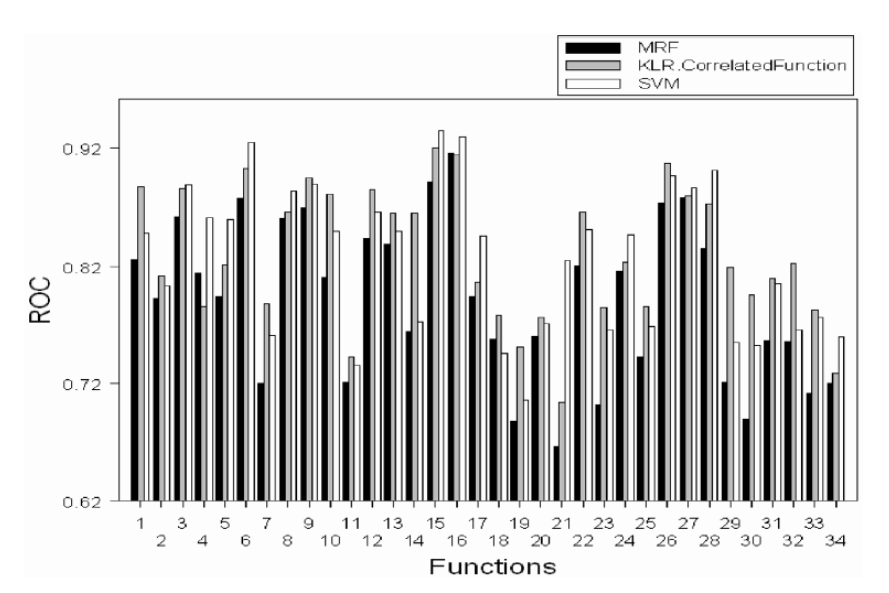 MRF
KLR.CorrelatedFunction
SVM
0.92
0.82
0.72
0.62
ROC
1 3 5 7 9 11 13 15 17 19 21 23 25 27 29 31 33
2 4 6 8 10 12 14 16 18 20 22 24 26 28 30 32 34
Functions